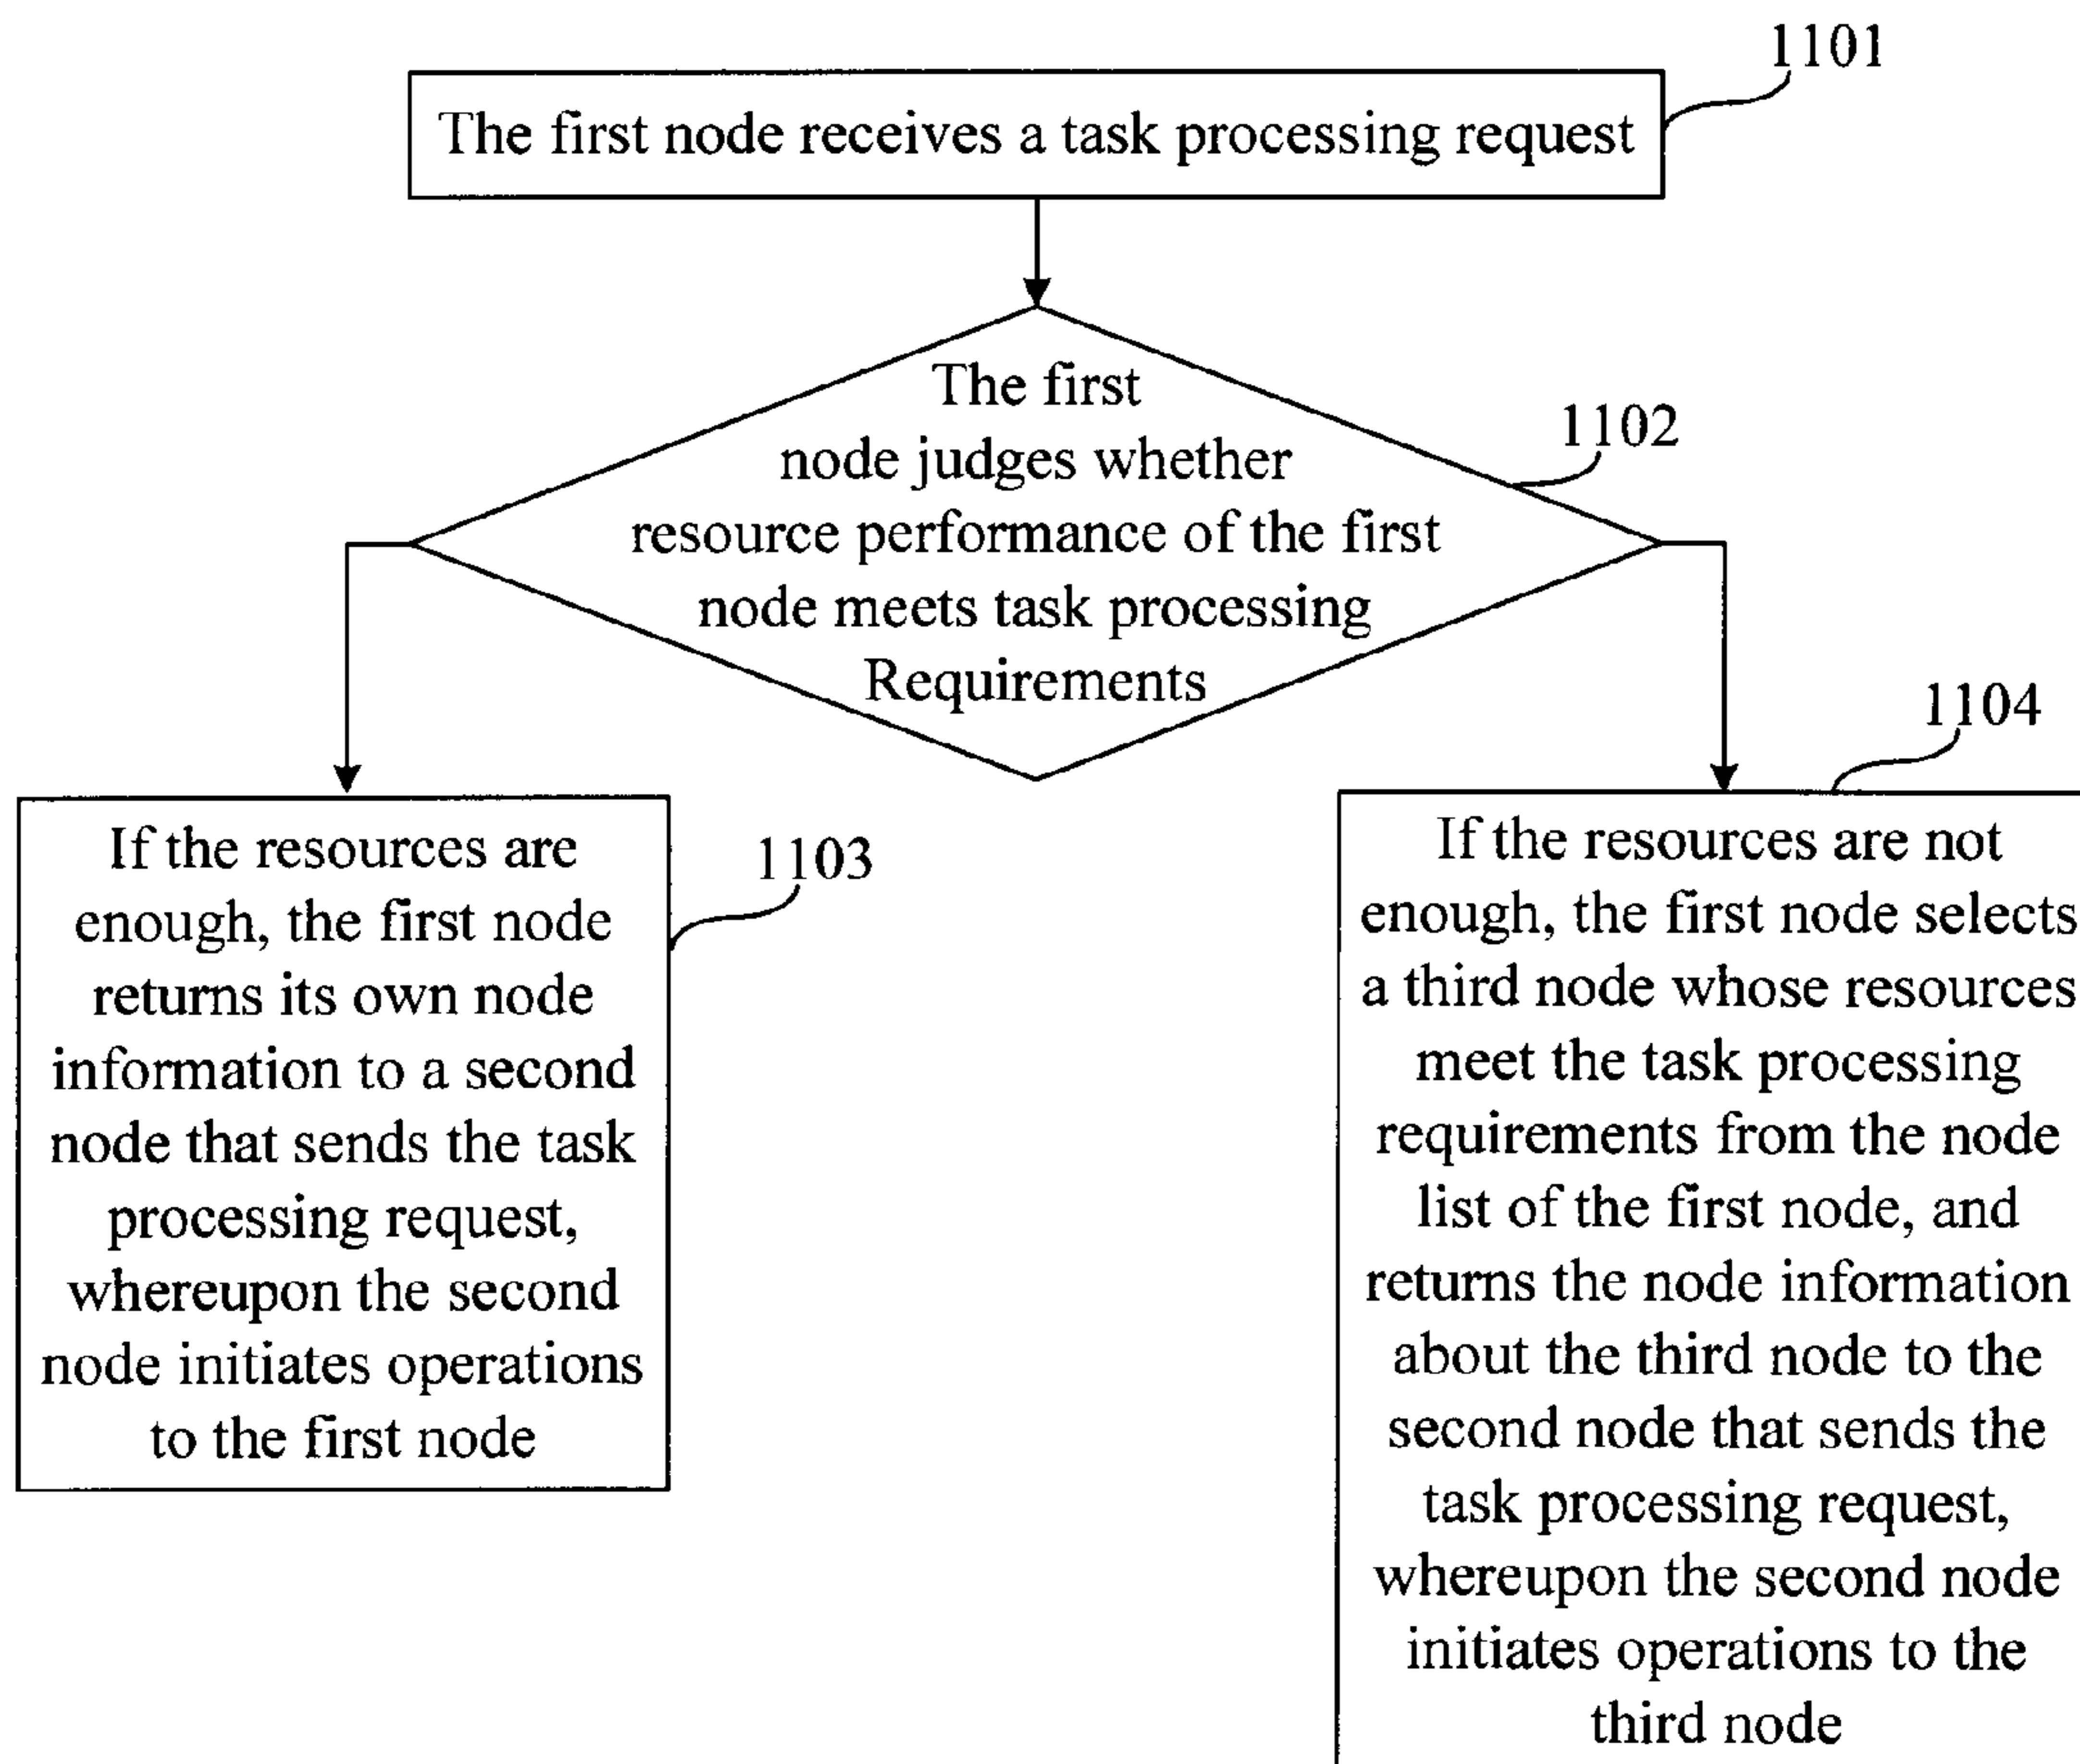 1101
The first node receives a task processing request
The first
node judges whether
resource performance of the first
node meets task processing
Requirements
1102
1103
If the resources are
enough, the first node
returns its own node
information to a second
node that sends the task
processing request,
whereupon the second
node initiates operations
to the first node
1104
If the resources are not
enough, the first node selects
a third node whose resources
meet the task processing
requirements from the node
list of the first node, and
returns the node information
about the third node to the
second node that sends the
task processing request,
whereupon the second node
initiates operations to the
third node